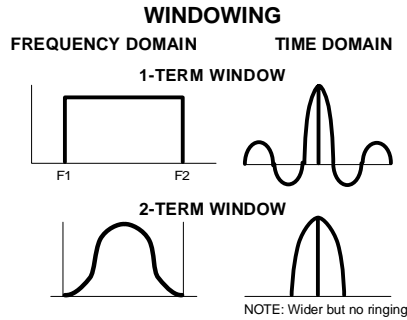 WINDOWING
FREQUENCY DOMAIN TIME DOMAIN
1-TERM WINDOW
F1 F2
2-TERM WINDOW
NOTE: Wider but no ringing